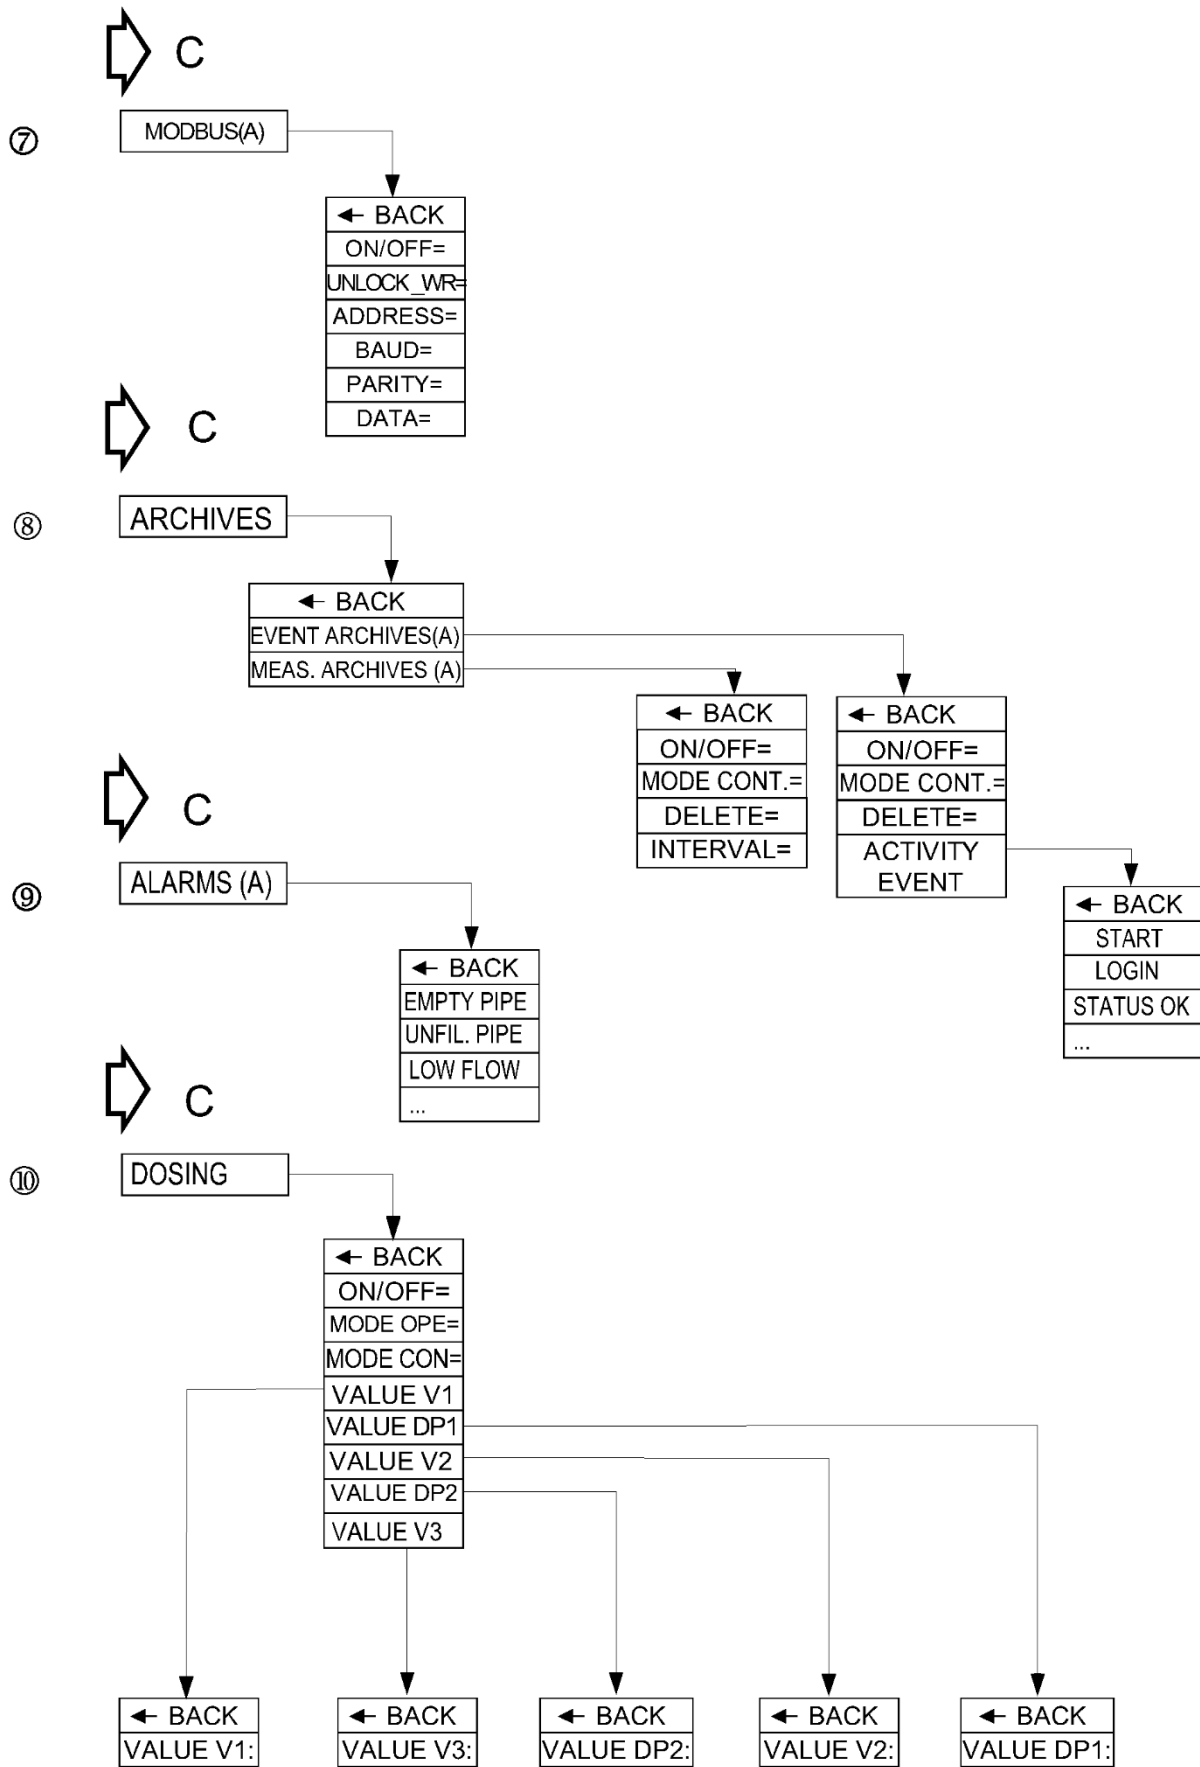 C
⑦
MODBUS(A)
← BACK
ON/OFF=
UNLOCK_WR=
ADDRESS=
BAUD=
PARITY=
DATA=
C
⑧
ARCHIVES
← BACK
EVENT ARCHIVES(A)
MEAS. ARCHIVES (A)
← BACK
ON/OFF=
MODE CONT.=
DELETE=
INTERVAL=
← BACK
ON/OFF=
MODE CONT.=
DELETE=
ACTIVITY
EVENT
← BACK
START
LOGIN
STATUS OK
...
C
⑨
ALARMS (A)
← BACK
EMPTY PIPE
UNFIL. PIPE
LOW FLOW
...
C
⑩
DOSING
← BACK
ON/OFF=
MODE OPE=
MODE CON=
VALUE V1
VALUE DP1
VALUE V2
VALUE DP2
VALUE V3
← BACK
VALUE V1:
← BACK
VALUE V3:
← BACK
VALUE DP2:
← BACK
VALUE V2:
← BACK
VALUE DP1: